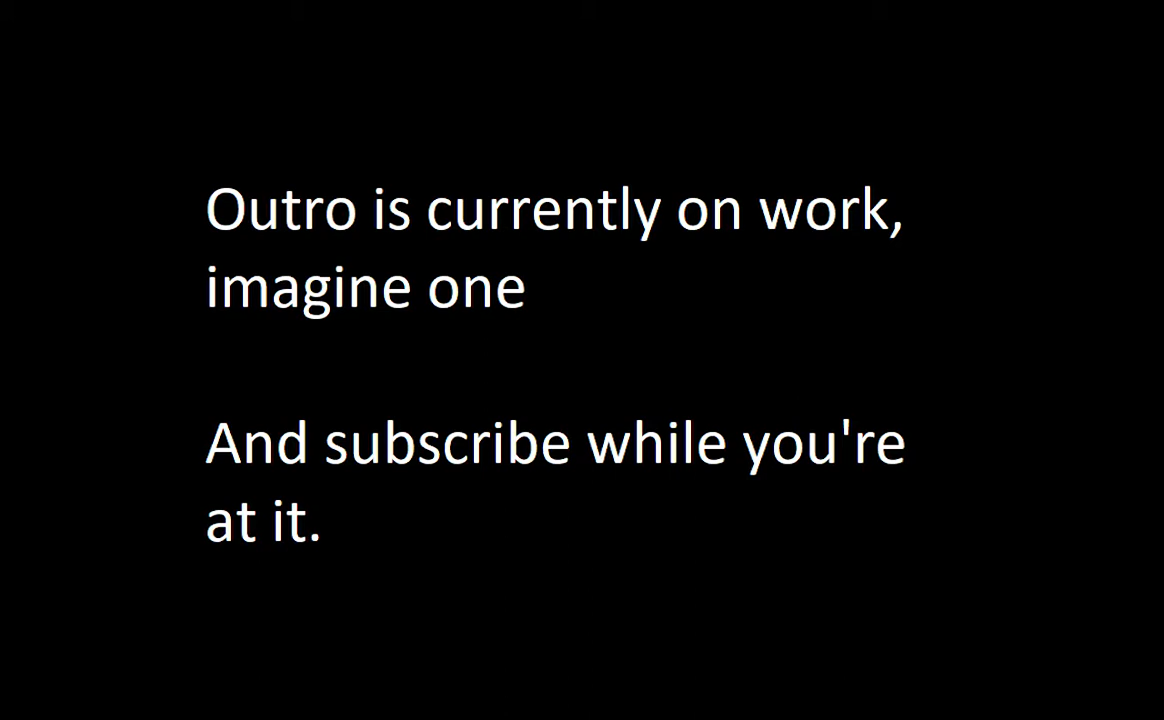 Outro is currently on work,
imagine one
And subscribe while you're
at it.